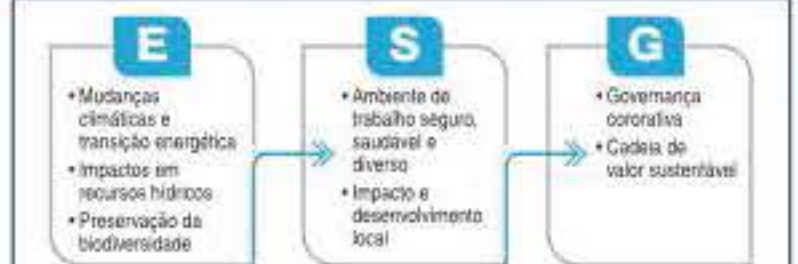 E
• Mudanças
climáticas e
transição energética
• Impactos em
recursos hídricos
• Preservação da
biodiversidade
S
• Ambiente de
trabalho seguro,
saudável e
diverso
• Impacto e
desenvolvimento
local
G
• Governança
cororativa
• Cadeia de
valor sustentável